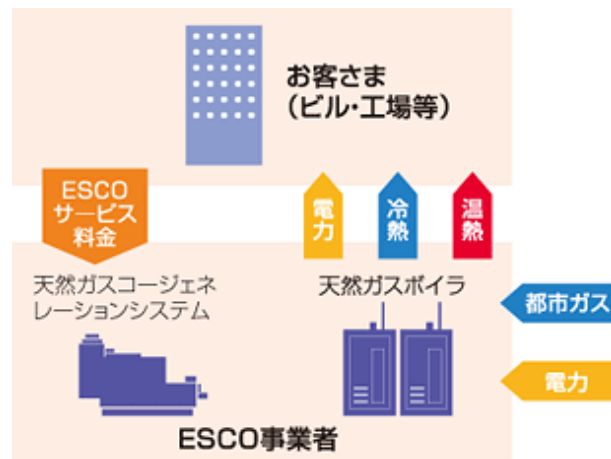 お客さま
(ビル・工場等)
ESCO
サービス
料金
電力
冷熱
温熱
天然ガスコージェネ
レーションシステム
天然ガスボイラ
都市ガス
電力
ESCO事業者